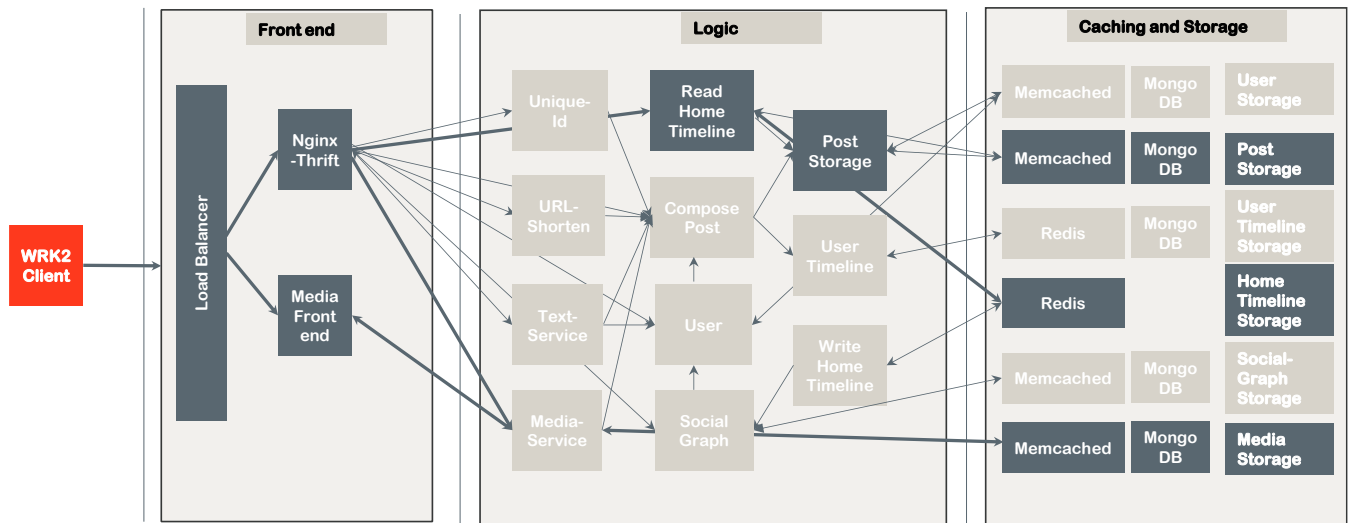 Front end
Logic
Caching and Storage
WRK2
Client
Load Balancer
Nginx
-Thrift
Media
Front
end
Unique-
Id
URL-
Shorten
Text-
Service
Media-
Service
Read
Home
Timeline
Compose
Post
User
Social
Graph
Post
Storage
User
Timeline
Write
Home
Timeline
Memcached
Mongo
DB
User
Storage
Memcached
Mongo
DB
Post
Storage
Redis
Mongo
DB
User
Timeline
Storage
Redis
Home
Timeline
Storage
Memcached
Mongo
DB
Social-
Graph
Storage
Memcached
Mongo
DB
Media
Storage